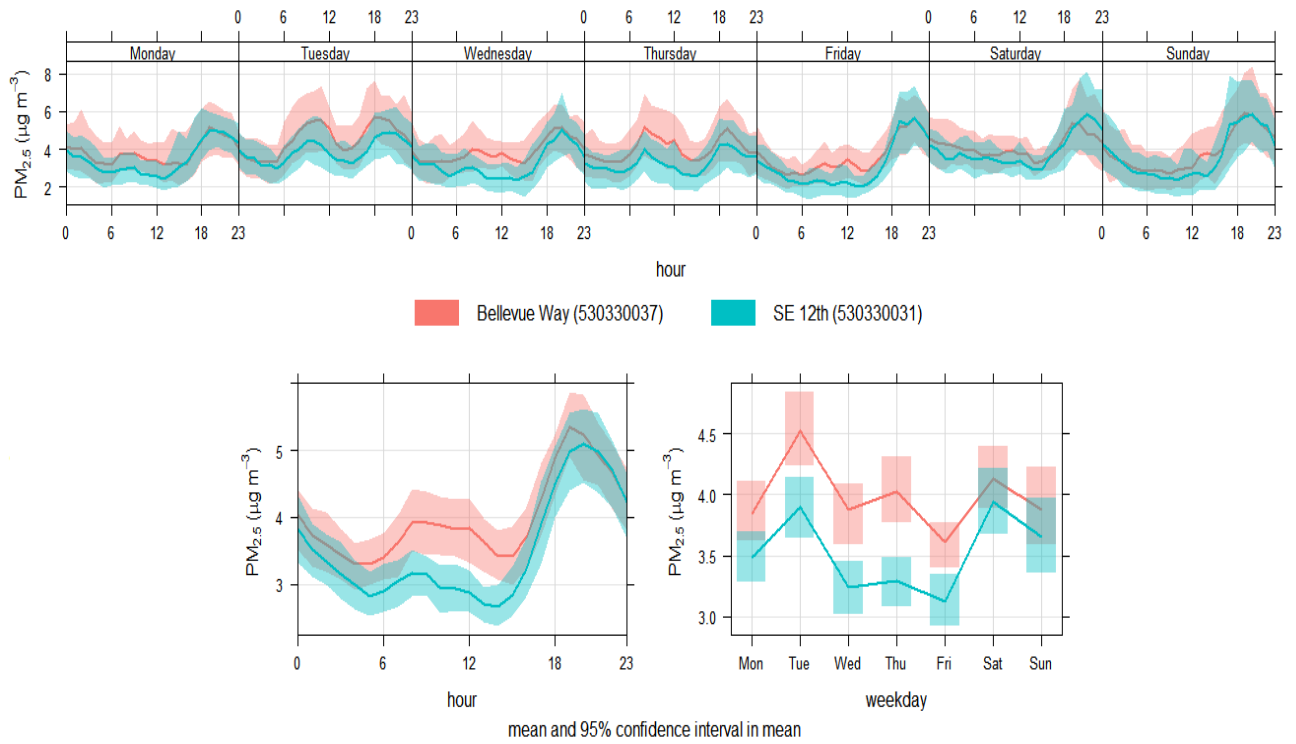 0 6 12 18 23 0 6 12 18 23 0 6 12 18 23
Monday Tuesday Wednesday Thursday Friday Saturday Sunday
8
6
4
2
PM2.5 (μg m−3)
0 6 12 18 23 0 6 12 18 23 0 6 12 18 23 0 6 12 18 23
hour
Bellevue Way (530330037) SE 12th (530330031)
5
4
3
PM2.5 (μg m−3)
0 6 12 18 23
hour
4.5
4.0
3.5
3.0
PM2.5 (μg m−3)
Mon Tue Wed Thu Fri Sat Sun
weekday
mean and 95% confidence interval in mean